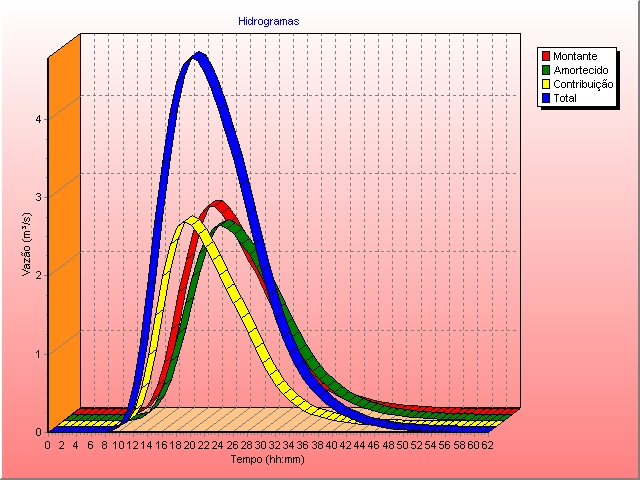 Hidrogramas
Montante
Amortecido
Contribuição
Total
Vazão (m³/s)
4
3
2
1
0
0 2 4 6 8 10 12 14 16 18 20 22 24 26 28 30 32 34 36 38 40 42 44 46 48 50 52 54 56 58 60 62
Tempo (hh:mm)